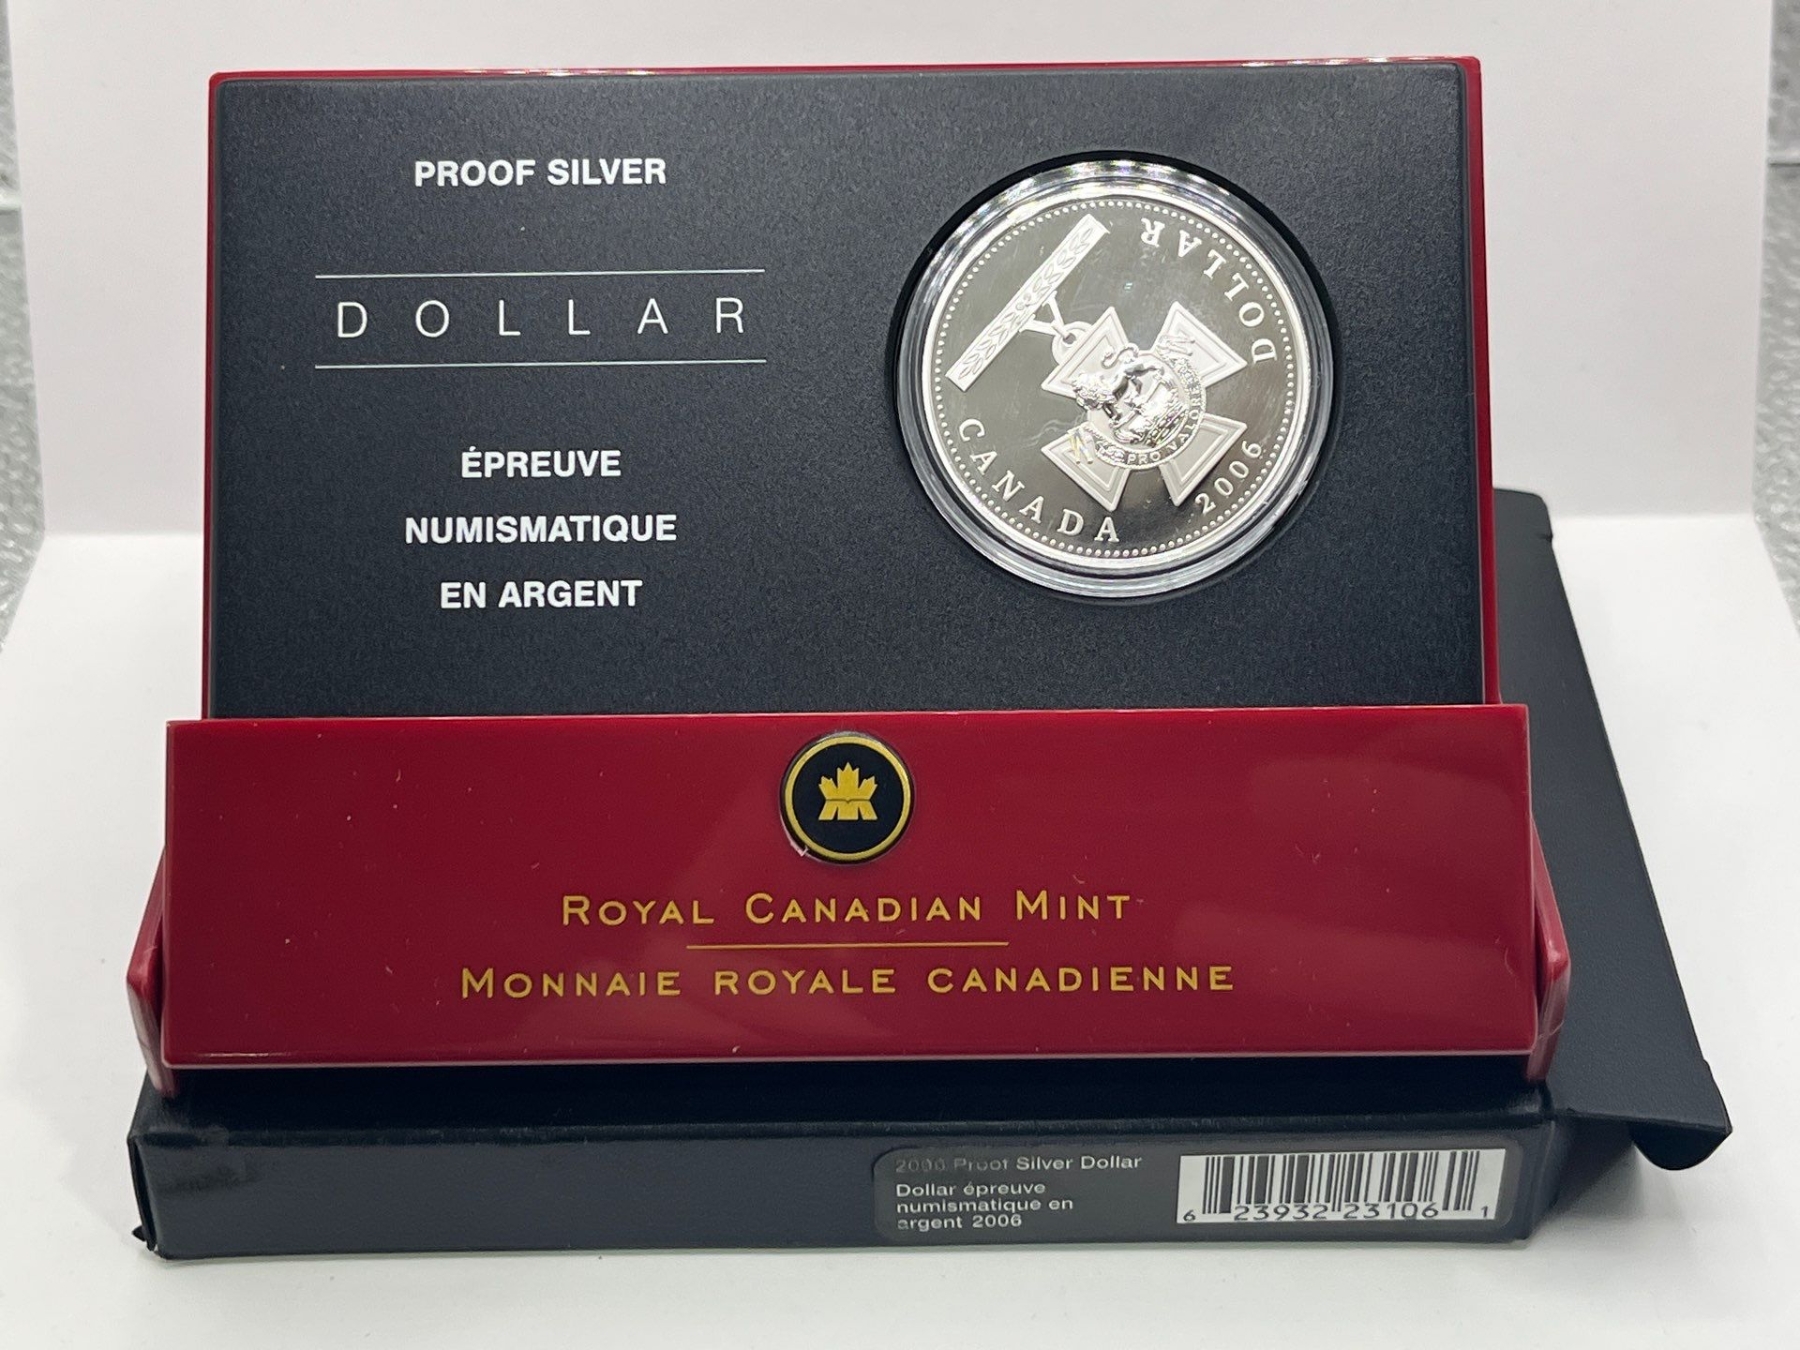 PROOF SILVER
DOLLAR
ÉPREUVE
NUMISMATIQUE
EN ARGENT
DOLLAR
CANADA 2006
PRO VALORE
ROYAL CANADIAN MINT
MONNAIE ROYALE CANADIENNE
2006 Proof Silver Dollar
Dollar épreuve
numismatique en
argent 2006
6 23932 23106 1